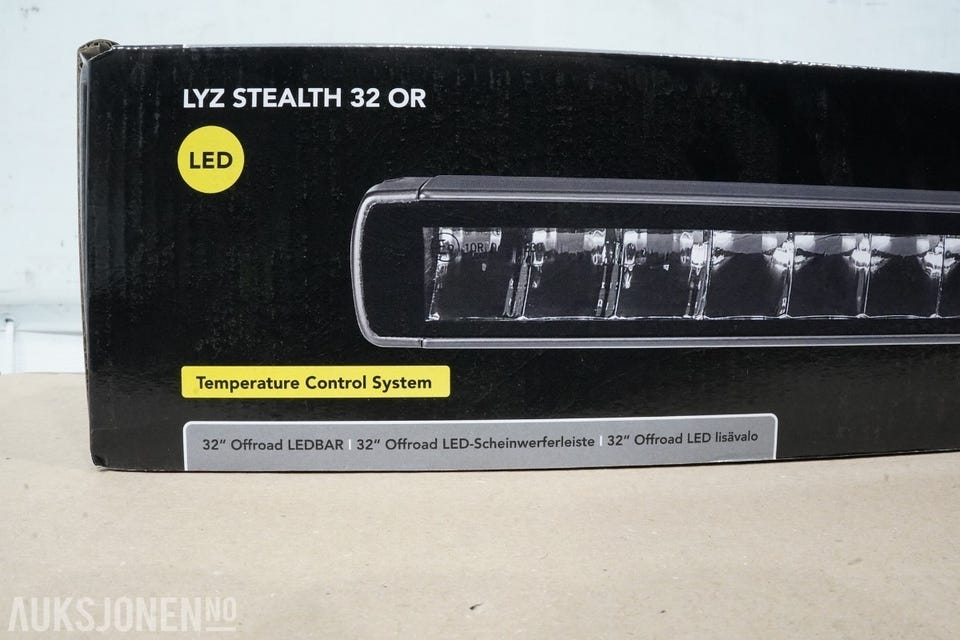 LYZ STEALTH 32 OR
LED
10R
Temperature Control System
32" Offroad LEDBAR | 32" Offroad LED-Scheinwerferleiste | 32" Offroad LED lisävalo
AUKSJONEN.NO